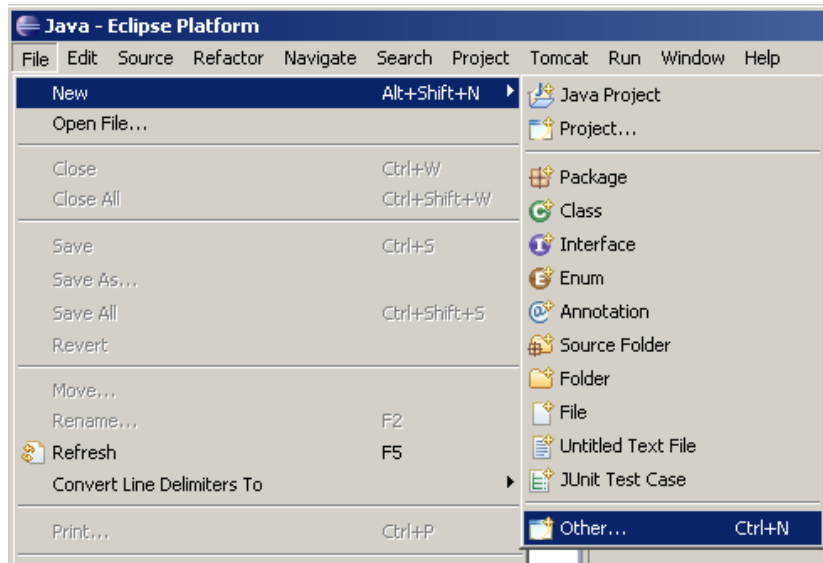 Java - Eclipse Platform
File Edit Source Refactor Navigate Search Project Tomcat Run Window Help
New Alt+Shift+N
Open File...
Close Ctrl+W
Close All Ctrl+Shift+W
Save Ctrl+S
Save As...
Save All Ctrl+Shift+S
Revert
Move...
Rename... F2
Refresh F5
Convert Line Delimiters To
Print... Ctrl+P
Java Project
Project...
Package
Class
Interface
Enum
Annotation
Source Folder
Folder
File
Untitled Text File
JUnit Test Case
Other... Ctrl+N